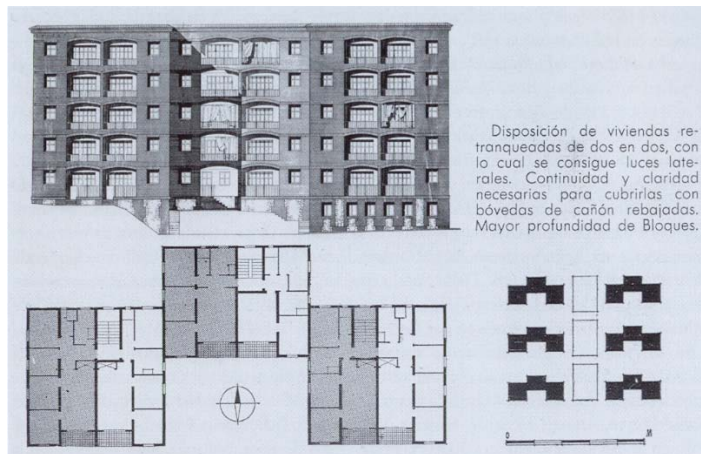 Disposición de viviendas re-
tranqueadas de dos en dos, con
lo cual se consigue luces late-
rales. Continuidad y claridad
necesarias para cubrirlas con
bóvedas de cañón rebajadas.
Mayor profundidad de Bloques.
0